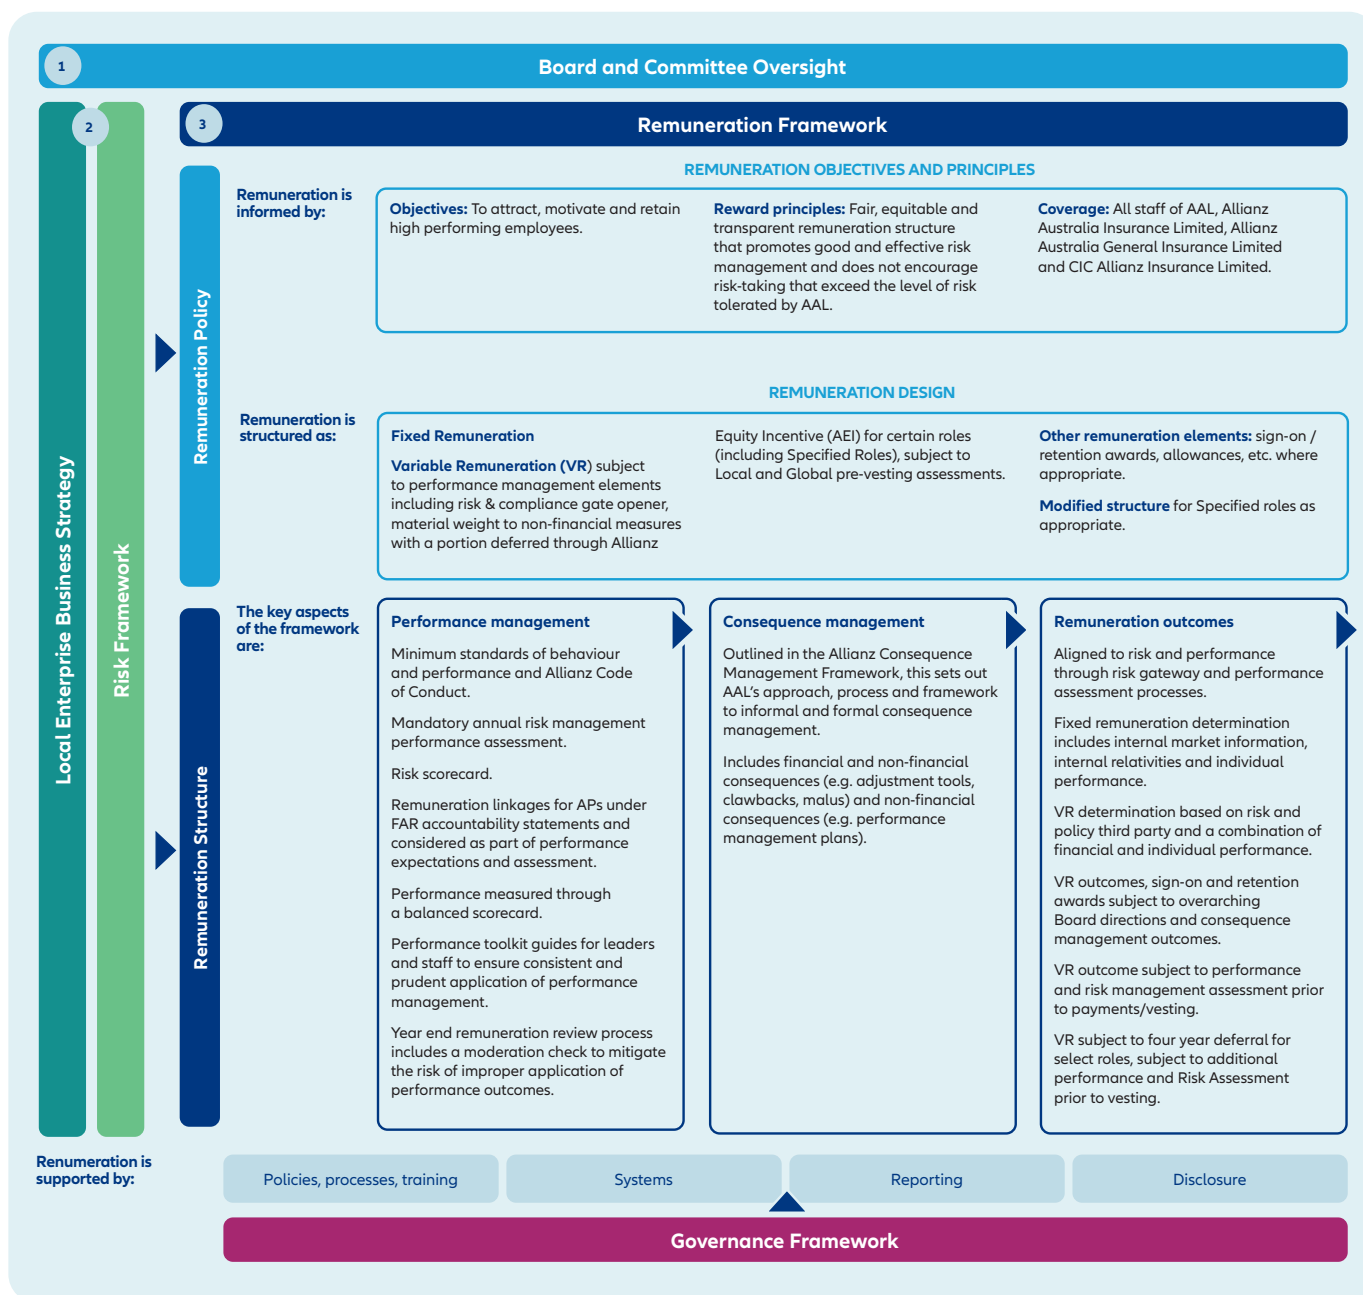 1
Board and Committee Oversight
2
3
Remuneration Framework
Local Enterprise Business Strategy
Risk Framework
Remuneration Policy
REMUNERATION OBJECTIVES AND PRINCIPLES
Remuneration is
informed by:
Objectives: To attract, motivate and retain
high performing employees.
Reward principles: Fair, equitable and
transparent remuneration structure
that promotes good and effective risk
management and does not encourage
risk-taking that exceed the level of risk
tolerated by AAL.
Coverage: All staff of AAL, Allianz
Australia Insurance Limited, Allianz
Australia General Insurance Limited
and CIC Allianz Insurance Limited.
REMUNERATION DESIGN
Remuneration is
structured as:
Fixed Remuneration
Variable Remuneration (VR) subject
to performance management elements
including risk & compliance gate opener,
material weight to non-financial measures
with a portion deferred through Allianz
Equity Incentive (AEI) for certain roles
(including Specified Roles), subject to
Local and Global pre-vesting assessments.
Other remuneration elements: sign-on /
retention awards, allowances, etc. where
appropriate.
Modified structure for Specified roles as
appropriate.
Remuneration Structure
The key aspects
of the framework
are:
Performance management
Minimum standards of behaviour
and performance and Allianz Code
of Conduct.
Mandatory annual risk management
performance assessment.
Risk scorecard.
Remuneration linkages for APs under
FAR accountability statements and
considered as part of performance
expectations and assessment.
Performance measured through
a balanced scorecard.
Performance toolkit guides for leaders
and staff to ensure consistent and
prudent application of performance
management.
Year end remuneration review process
includes a moderation check to mitigate
the risk of improper application of
performance outcomes.
Consequence management
Outlined in the Allianz Consequence
Management Framework, this sets out
AAL's approach, process and framework
to informal and formal consequence
management.
Includes financial and non-financial
consequences (e.g. adjustment tools,
clawbacks, malus) and non-financial
consequences (e.g. performance
management plans).
Remuneration outcomes
Aligned to risk and performance
through risk gateway and performance
assessment processes.
Fixed remuneration determination
includes internal market information,
internal relativities and individual
performance.
VR determination based on risk and
policy third party and a combination of
financial and individual performance.
VR outcomes, sign-on and retention
awards subject to overarching
Board directions and consequence
management outcomes.
VR outcome subject to performance
and risk management assessment prior
to payments/vesting.
VR subject to four year deferral for
select roles, subject to additional
performance and Risk Assessment
prior to vesting.
Renumeration is
supported by:
Policies, processes, training
Systems
Reporting
Disclosure
Governance Framework